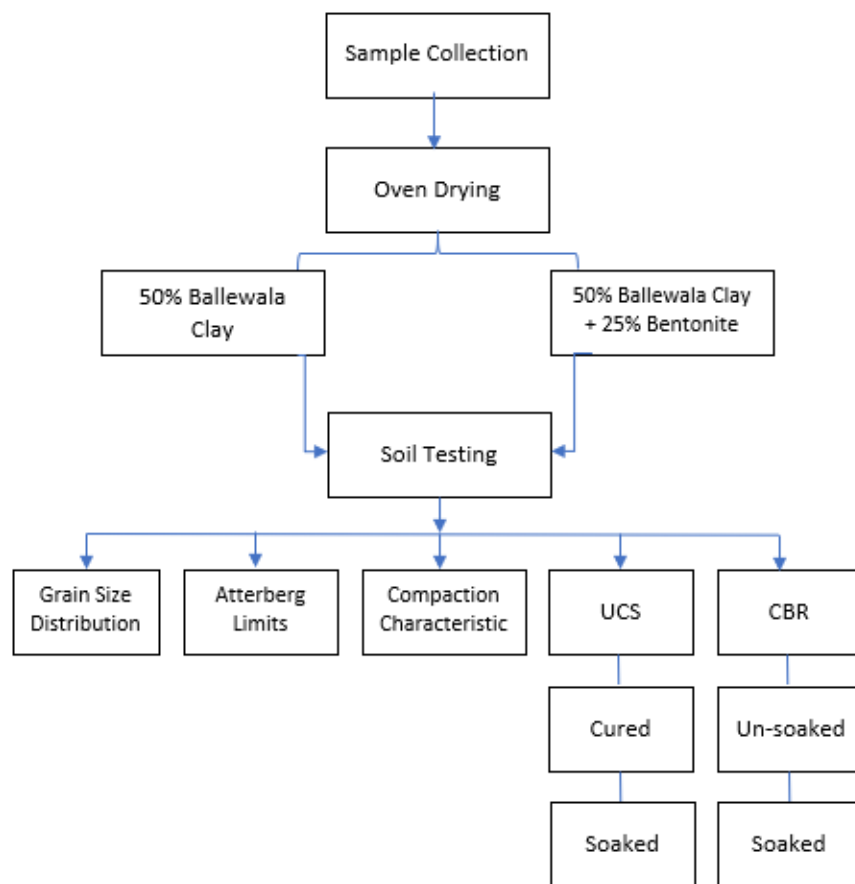 Sample Collection
Oven Drying
50% Ballewala
Clay
50% Ballewala Clay
+ 25% Bentonite
Soil Testing
Grain Size
Distribution
Atterberg
Limits
Compaction
Characteristic
UCS
CBR
Cured
Un-soaked
Soaked
Soaked